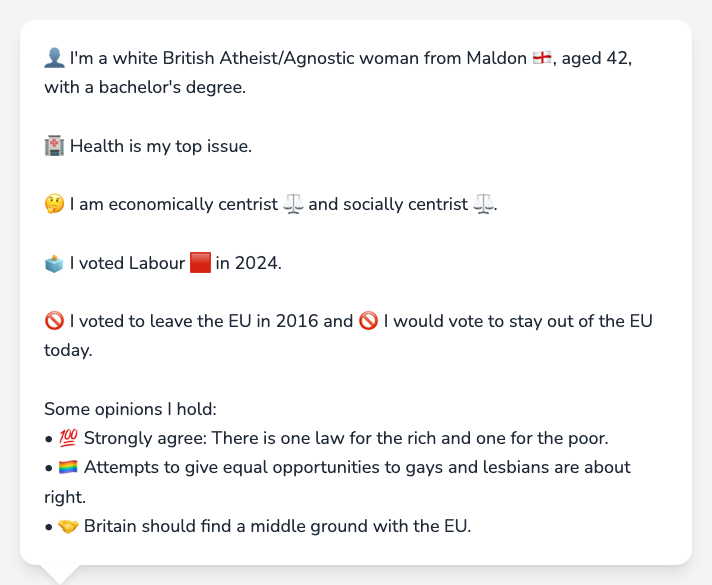 👤 I'm a white British Atheist/Agnostic woman from Maldon 🏴󠁧󠁢󠁥󠁮󠁧󠁿, aged 42,
with a bachelor's degree.
🏥 Health is my top issue.
🤔 I am economically centrist ⚖️ and socially centrist ⚖️.
🗳️ I voted Labour 🟥 in 2024.
🚫 I voted to leave the EU in 2016 and 🚫 I would vote to stay out of the EU
today.
Some opinions I hold:
• 💯 Strongly agree: There is one law for the rich and one for the poor.
• 🏳️‍🌈 Attempts to give equal opportunities to gays and lesbians are about
right.
• 🤝 Britain should find a middle ground with the EU.